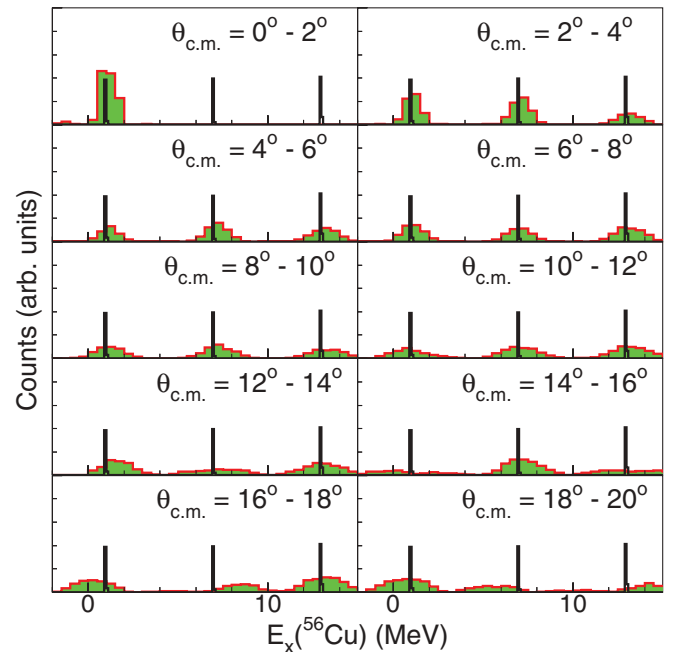 θc.m. = 0° - 2°
θc.m. = 2° - 4°
θc.m. = 4° - 6°
θc.m. = 6° - 8°
θc.m. = 8° - 10°
θc.m. = 10° - 12°
θc.m. = 12° - 14°
θc.m. = 14° - 16°
θc.m. = 16° - 18°
θc.m. = 18° - 20°
Counts (arb. units)
0 10 0 10
Ex(⁵⁶Cu) (MeV)